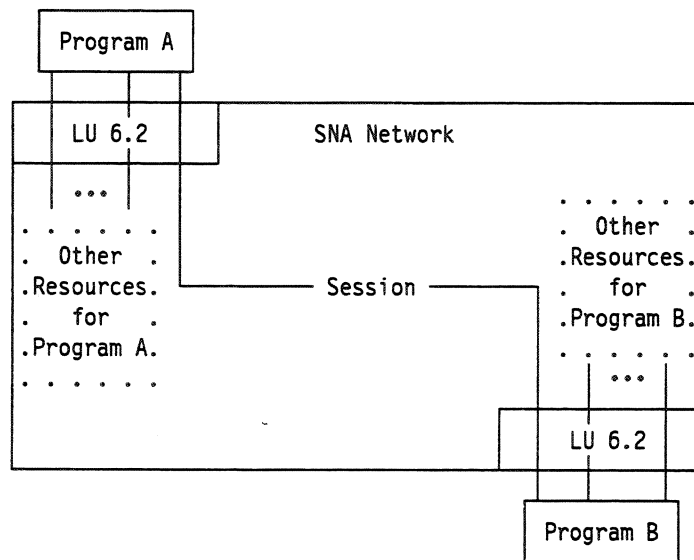 Program A
LU 6.2
SNA Network
Other
Resources
for
Program A
Session
Other
Resources
for
Program B
LU 6.2
Program B